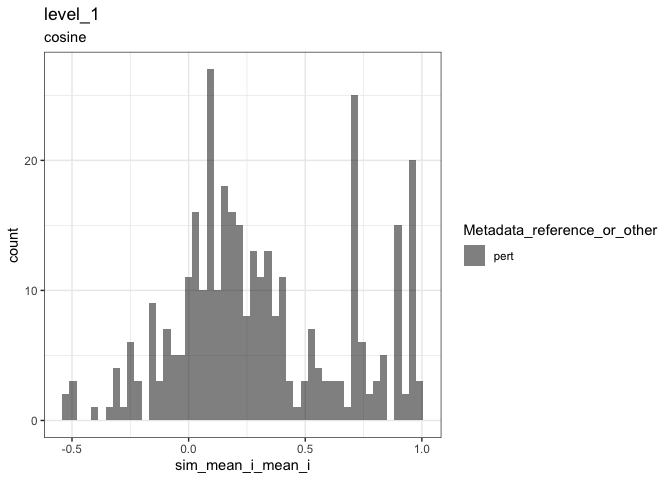 level_1
cosine
20
10
0
count
-0.5
0.0
0.5
1.0
sim_mean_i_mean_i
Metadata_reference_or_other
pert